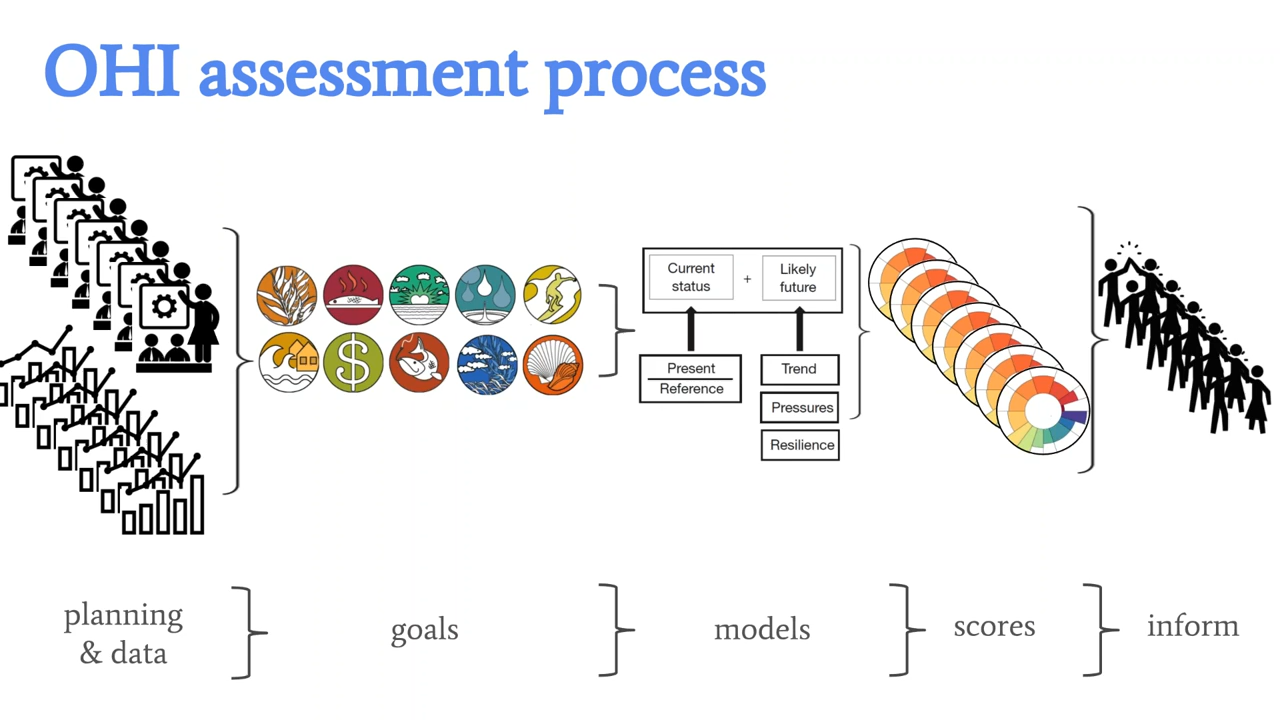 OHI assessment process
Current
status
+
Likely
future
Present
Reference
Trend
Pressures
Resilience
$
planning
& data
goals
models
scores
inform